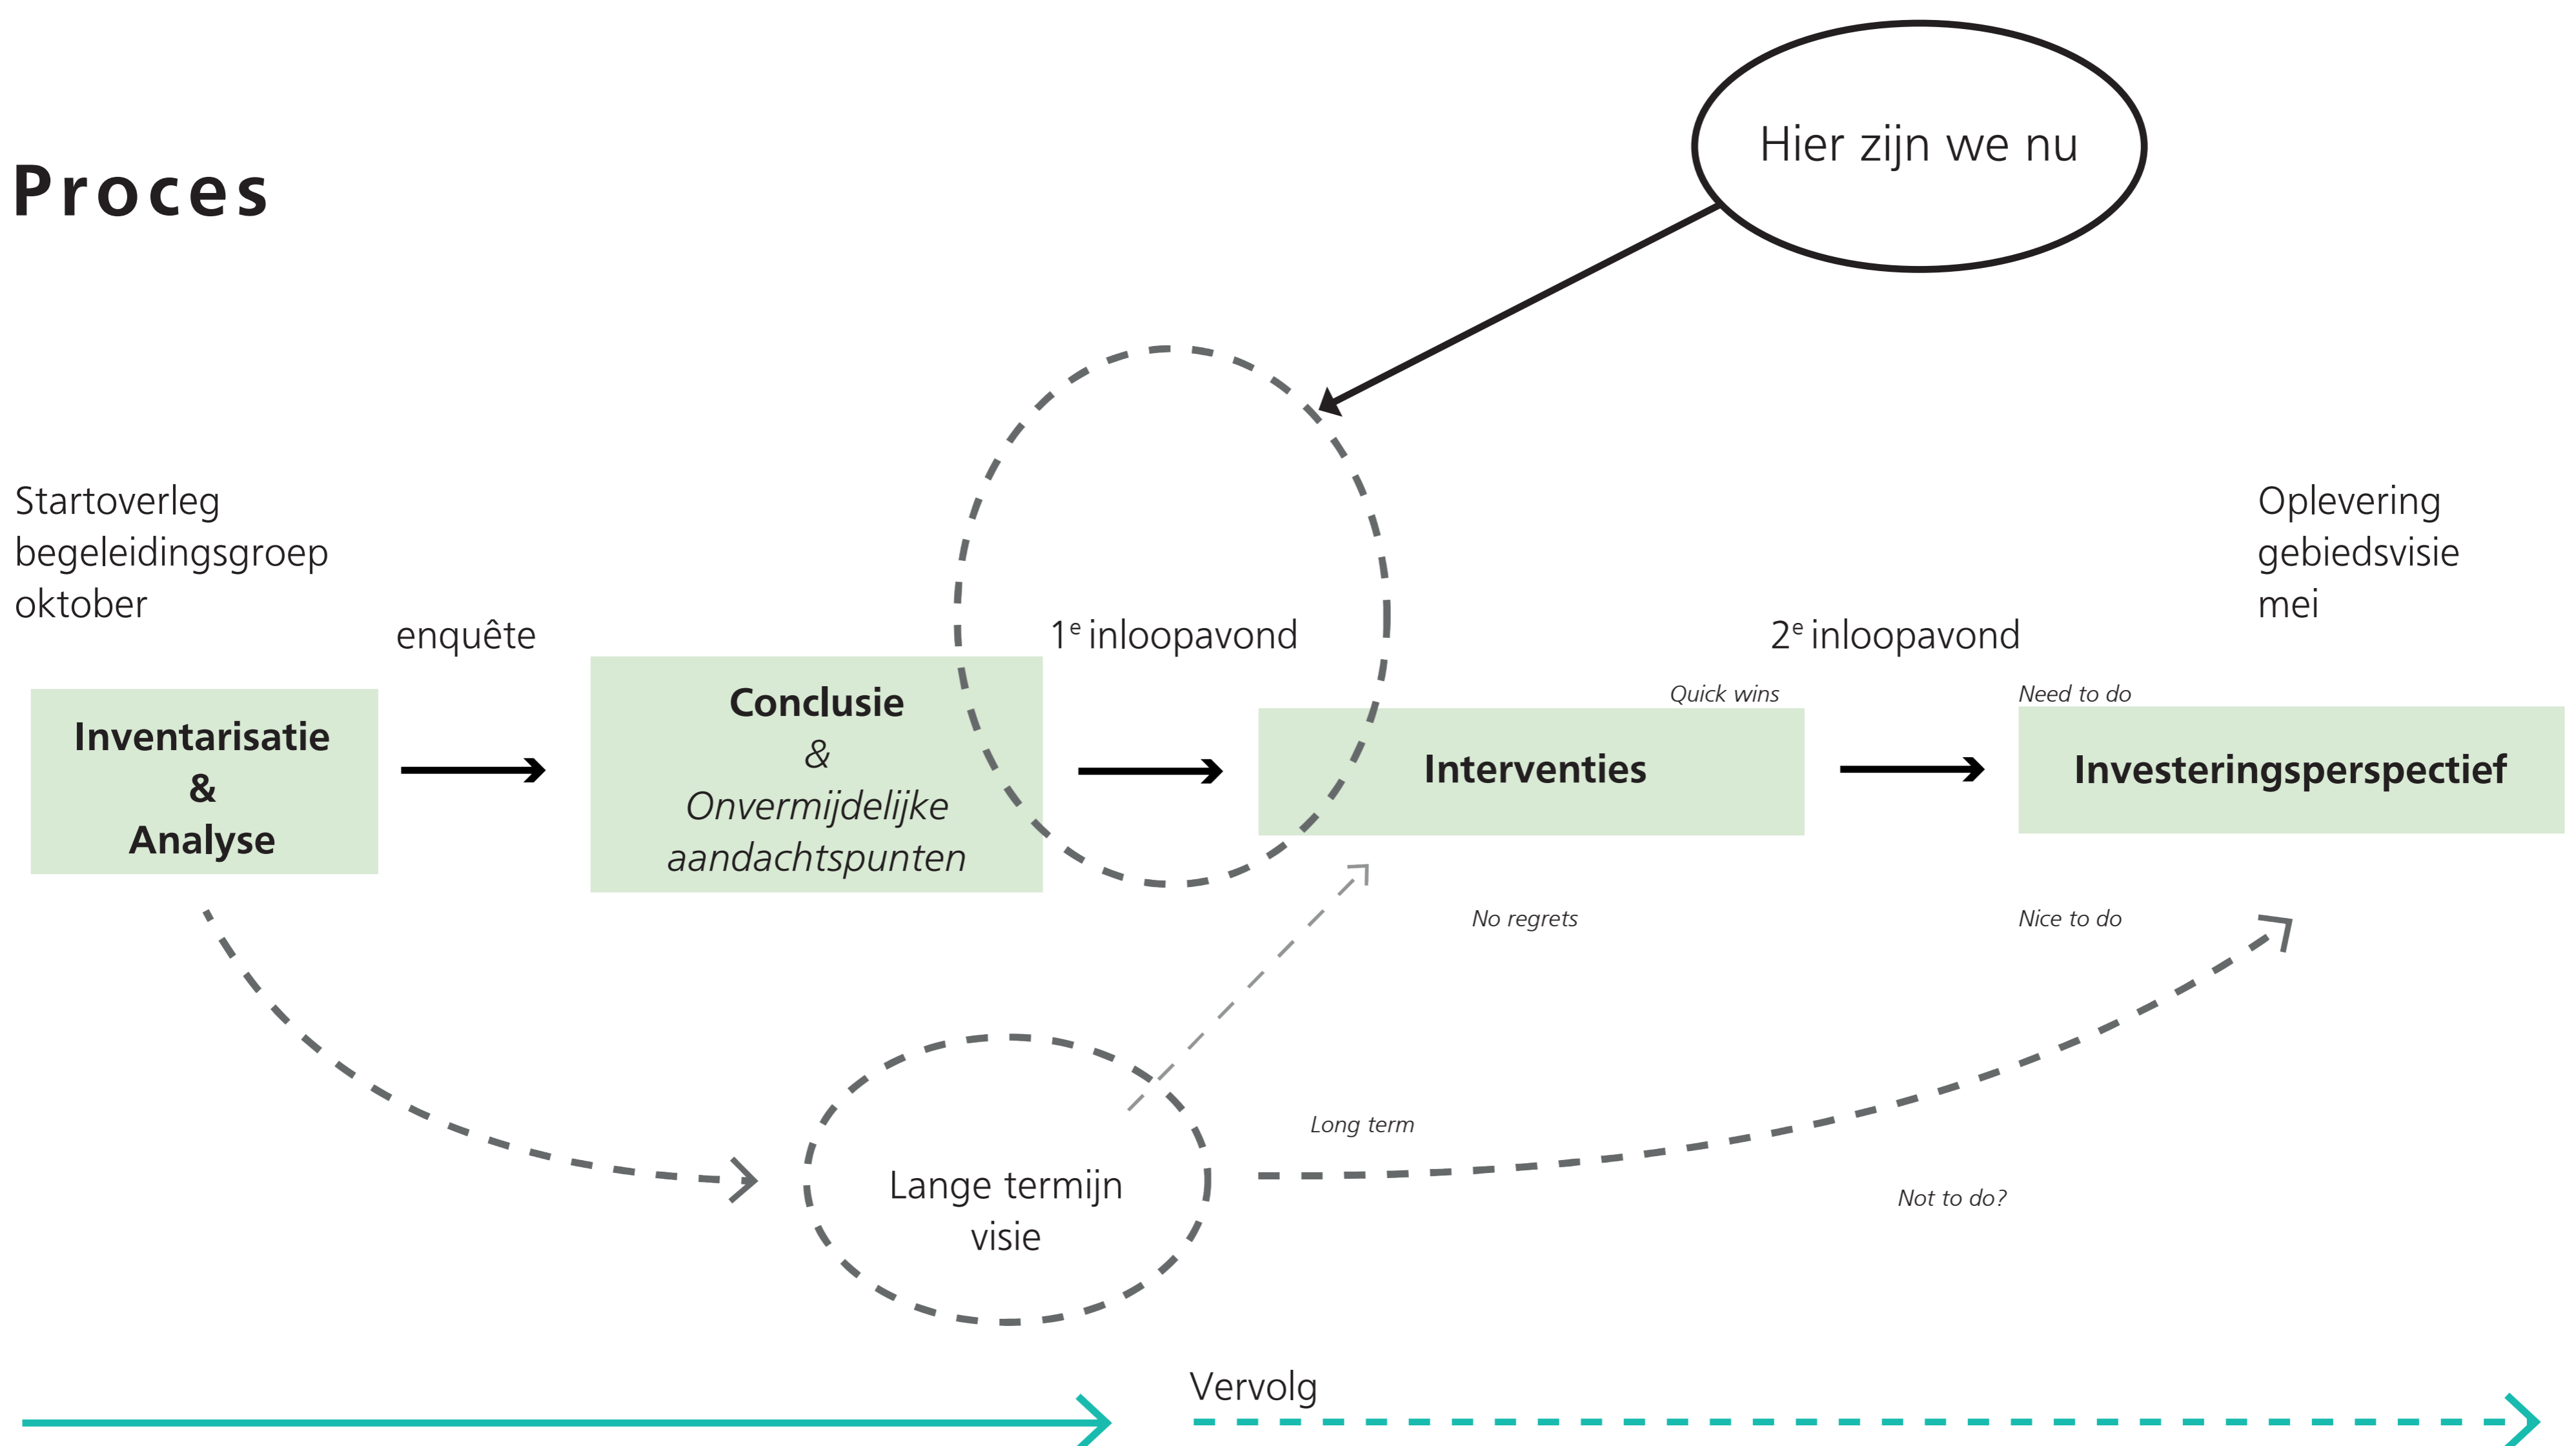 Hier zijn we nu
Proces
Startoverleg
begeleidingsgroep
oktober
enquête
1e inloopavond
2e inloopavond
Oplevering
gebiedsvisie
mei
Inventarisatie
&
Analyse
Conclusie
&
Onvermijdelijke
aandachtspunten
Quick wins
Interventies
Need to do
Investeringsperspectief
No regrets
Nice to do
Long term
Lange termijn
visie
Not to do?
Vervolg